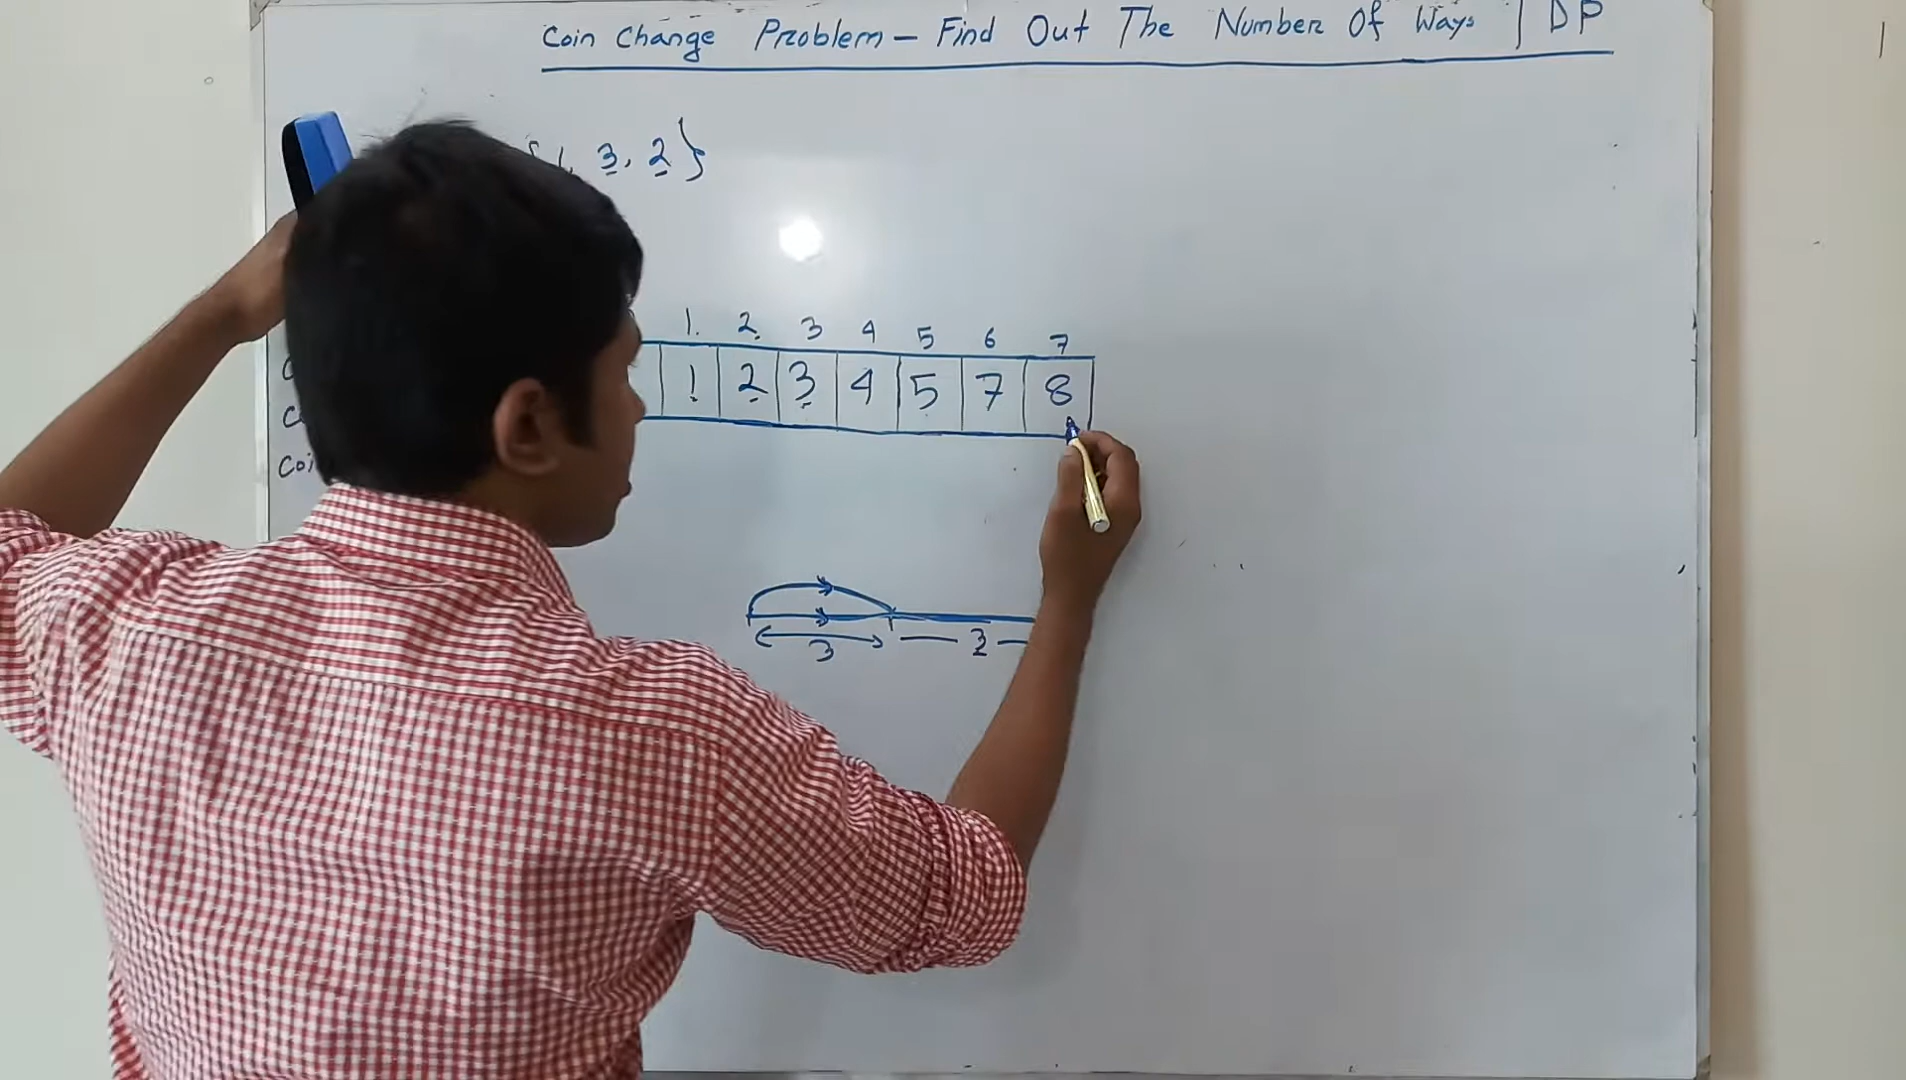 Coin Change Problem — Find Out The Number Of Ways | DP
{1, 3, 2}
1. 2 3 4 5 6 7
1 2 3 4 5 7 8
3 2